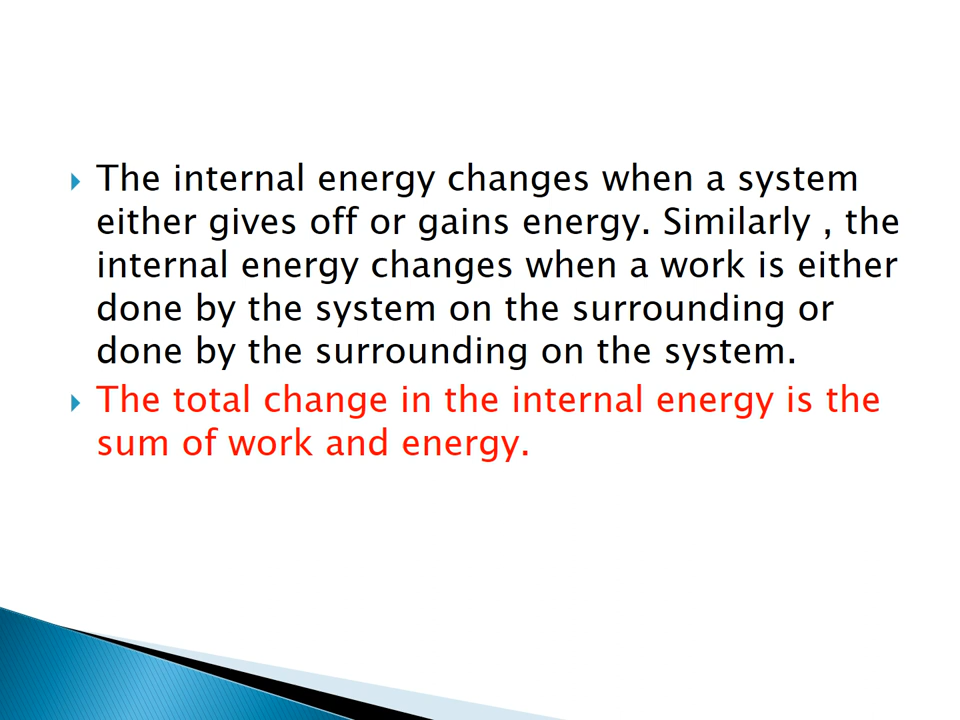 The internal energy changes when a system
either gives off or gains energy. Similarly , the
internal energy changes when a work is either
done by the system on the surrounding or
done by the surrounding on the system.
The total change in the internal energy is the
sum of work and energy.